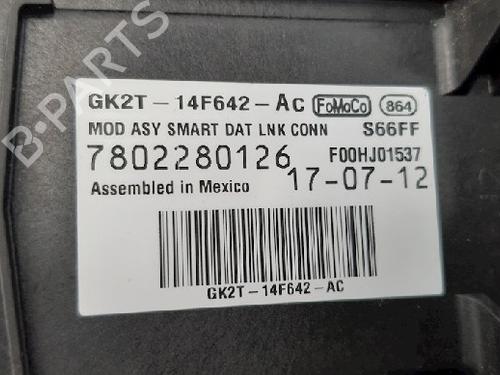 B-PARTS
GK2T-14F642-AC FoMoCo 864
MOD ASY SMART DAT LNK CONN S66FF
7802280126 F00HJ01537
Assembled in Mexico 17-07-12
GK2T-14F642-AC